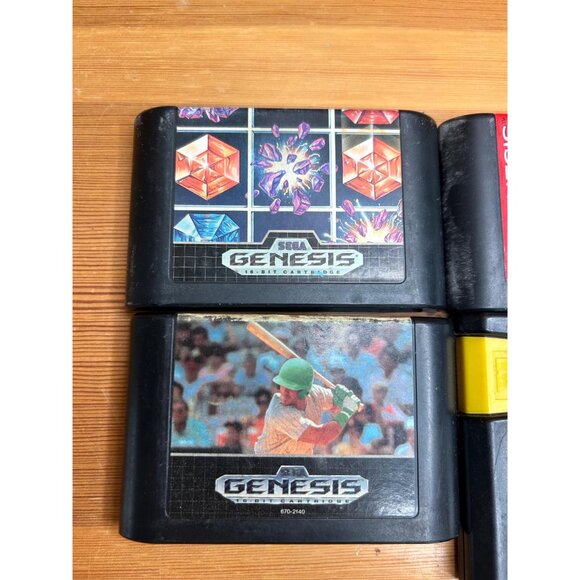 SEGA
GENESIS
16-BIT CARTRIDGE
SEGA
GENESIS
16-BIT CARTRIDGE
670-2140